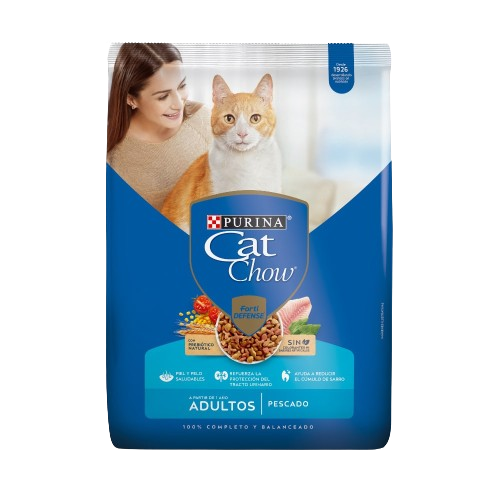 Desde
1926
PURINA®
Cat
Chow
Forti
DEFENSE
CON
PREBIÓTICO
NATURAL
SIN
PIEL Y PELO
SALUDABLES
REFUERZA LA
PROTECCIÓN DEL
TRACTO URINARIO
AYUDA A REDUCIR
EL CÚMULO DE SARRO
A PARTIR DE 1 AÑO
ADULTOS
PESCADO
100% COMPLETO Y BALANCEADO